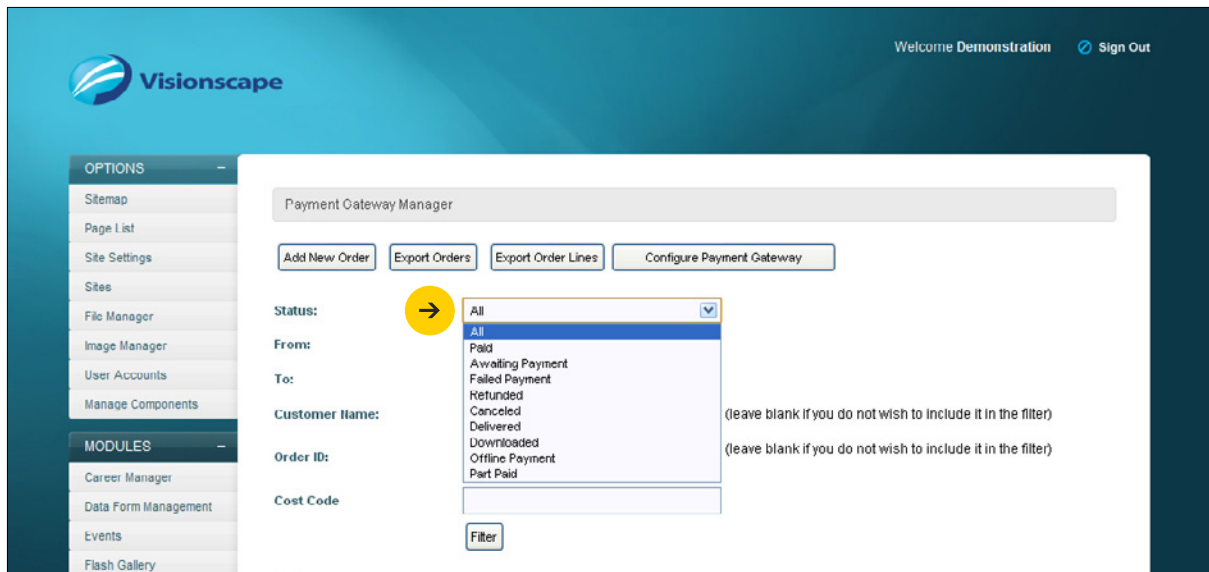 Welcome Demonstration Sign Out
Visionscape
OPTIONS –
Sitemap
Page List
Site Settings
Sites
File Manager
Image Manager
User Accounts
Manage Components
MODULES –
Career Manager
Data Form Management
Events
Flash Gallery
Payment Gateway Manager
Add New Order Export Orders Export Order Lines Configure Payment Gateway
Status: All
All
Paid
Awaiting Payment
Failed Payment
Refunded
Canceled
Delivered
Downloaded
Offline Payment
Part Paid
From:
To:
Customer Name: (leave blank if you do not wish to include it in the filter)
Order ID: (leave blank if you do not wish to include it in the filter)
Cost Code
Filter